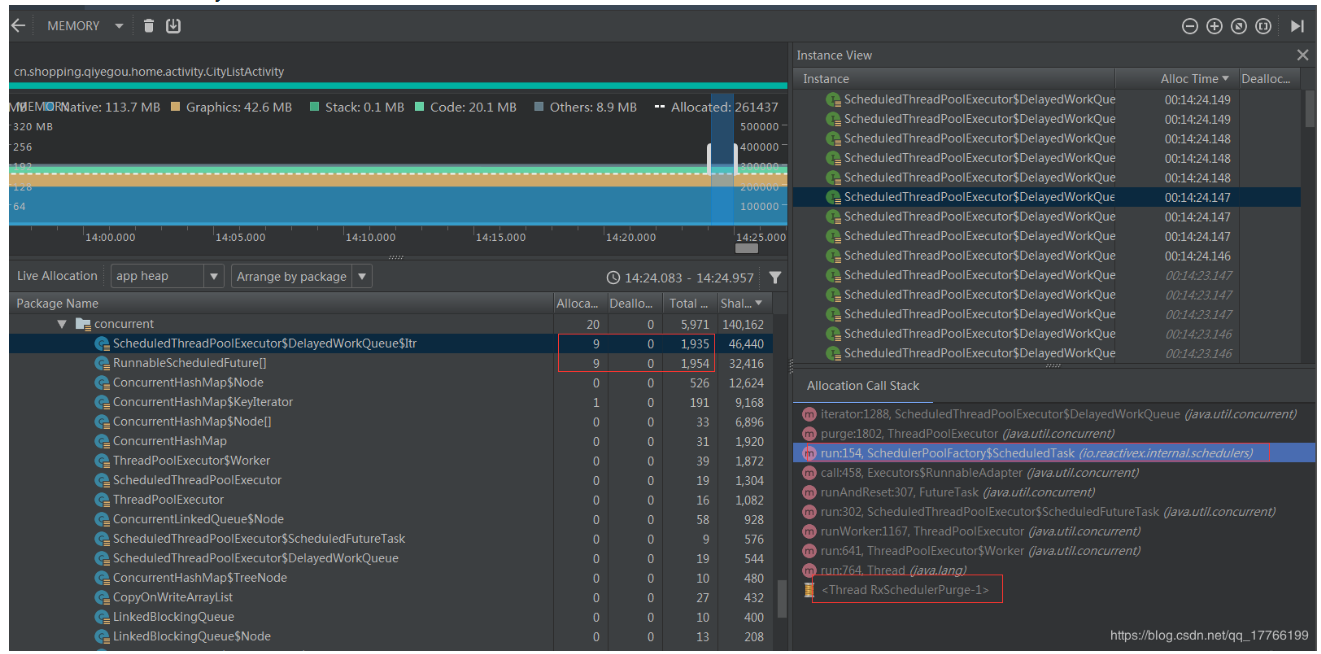 MEMORY
cn.shopping.qiyegou.home.activity.CityListActivity
MEMORY Native: 113.7 MB Graphics: 42.6 MB Stack: 0.1 MB Code: 20.1 MB Others: 8.9 MB Allocated: 261437
320 MB 500000
256 400000
192 300000
128 200000
64 100000
14:00.000 14:05.000 14:10.000 14:15.000 14:20.000 14:25.000
Live Allocation app heap Arrange by package 14:24.083 - 14:24.957
Package Name Alloca... Deallo... Total ... Shal...
concurrent 20 0 5,971 140,162
ScheduledThreadPoolExecutor$DelayedWorkQueue$Itr 9 0 1,935 46,440
RunnableScheduledFuture[] 9 0 1,954 32,416
ConcurrentHashMap$Node 0 0 526 12,624
ConcurrentHashMap$KeyIterator 1 0 191 9,168
ConcurrentHashMap$Node[] 0 0 33 6,896
ConcurrentHashMap 0 0 31 1,920
ThreadPoolExecutor$Worker 0 0 39 1,872
ScheduledThreadPoolExecutor 0 0 19 1,304
ThreadPoolExecutor 0 0 16 1,082
ConcurrentLinkedQueue$Node 0 0 58 928
ScheduledThreadPoolExecutor$ScheduledFutureTask 0 0 9 576
ScheduledThreadPoolExecutor$DelayedWorkQueue 0 0 19 544
ConcurrentHashMap$TreeNode 0 0 10 480
CopyOnWriteArrayList 0 0 27 432
LinkedBlockingQueue 0 0 10 400
LinkedBlockingQueue$Node 0 0 13 208
Instance View
Instance Alloc Time Dealloc...
ScheduledThreadPoolExecutor$DelayedWorkQue 00:14:24.149
ScheduledThreadPoolExecutor$DelayedWorkQue 00:14:24.149
ScheduledThreadPoolExecutor$DelayedWorkQue 00:14:24.148
ScheduledThreadPoolExecutor$DelayedWorkQue 00:14:24.148
ScheduledThreadPoolExecutor$DelayedWorkQue 00:14:24.148
ScheduledThreadPoolExecutor$DelayedWorkQue 00:14:24.147
ScheduledThreadPoolExecutor$DelayedWorkQue 00:14:24.147
ScheduledThreadPoolExecutor$DelayedWorkQue 00:14:24.147
ScheduledThreadPoolExecutor$DelayedWorkQue 00:14:24.146
ScheduledThreadPoolExecutor$DelayedWorkQue 00:14:23.147
ScheduledThreadPoolExecutor$DelayedWorkQue 00:14:23.147
ScheduledThreadPoolExecutor$DelayedWorkQue 00:14:23.147
ScheduledThreadPoolExecutor$DelayedWorkQue 00:14:23.146
ScheduledThreadPoolExecutor$DelayedWorkQue 00:14:23.146
Allocation Call Stack
iterator:1288, ScheduledThreadPoolExecutor$DelayedWorkQueue (java.util.concurrent)
purge:1802, ThreadPoolExecutor (java.util.concurrent)
run:154, SchedulerPoolFactory$ScheduledTask (io.reactivex.internal.schedulers)
call:458, Executors$RunnableAdapter (java.util.concurrent)
runAndReset:307, FutureTask (java.util.concurrent)
run:302, ScheduledThreadPoolExecutor$ScheduledFutureTask (java.util.concurrent)
runWorker:1167, ThreadPoolExecutor (java.util.concurrent)
run:641, ThreadPoolExecutor$Worker (java.util.concurrent)
run:764, Thread (java.lang)
<Thread RxSchedulerPurge-1>
https://blog.csdn.net/qq_17766199